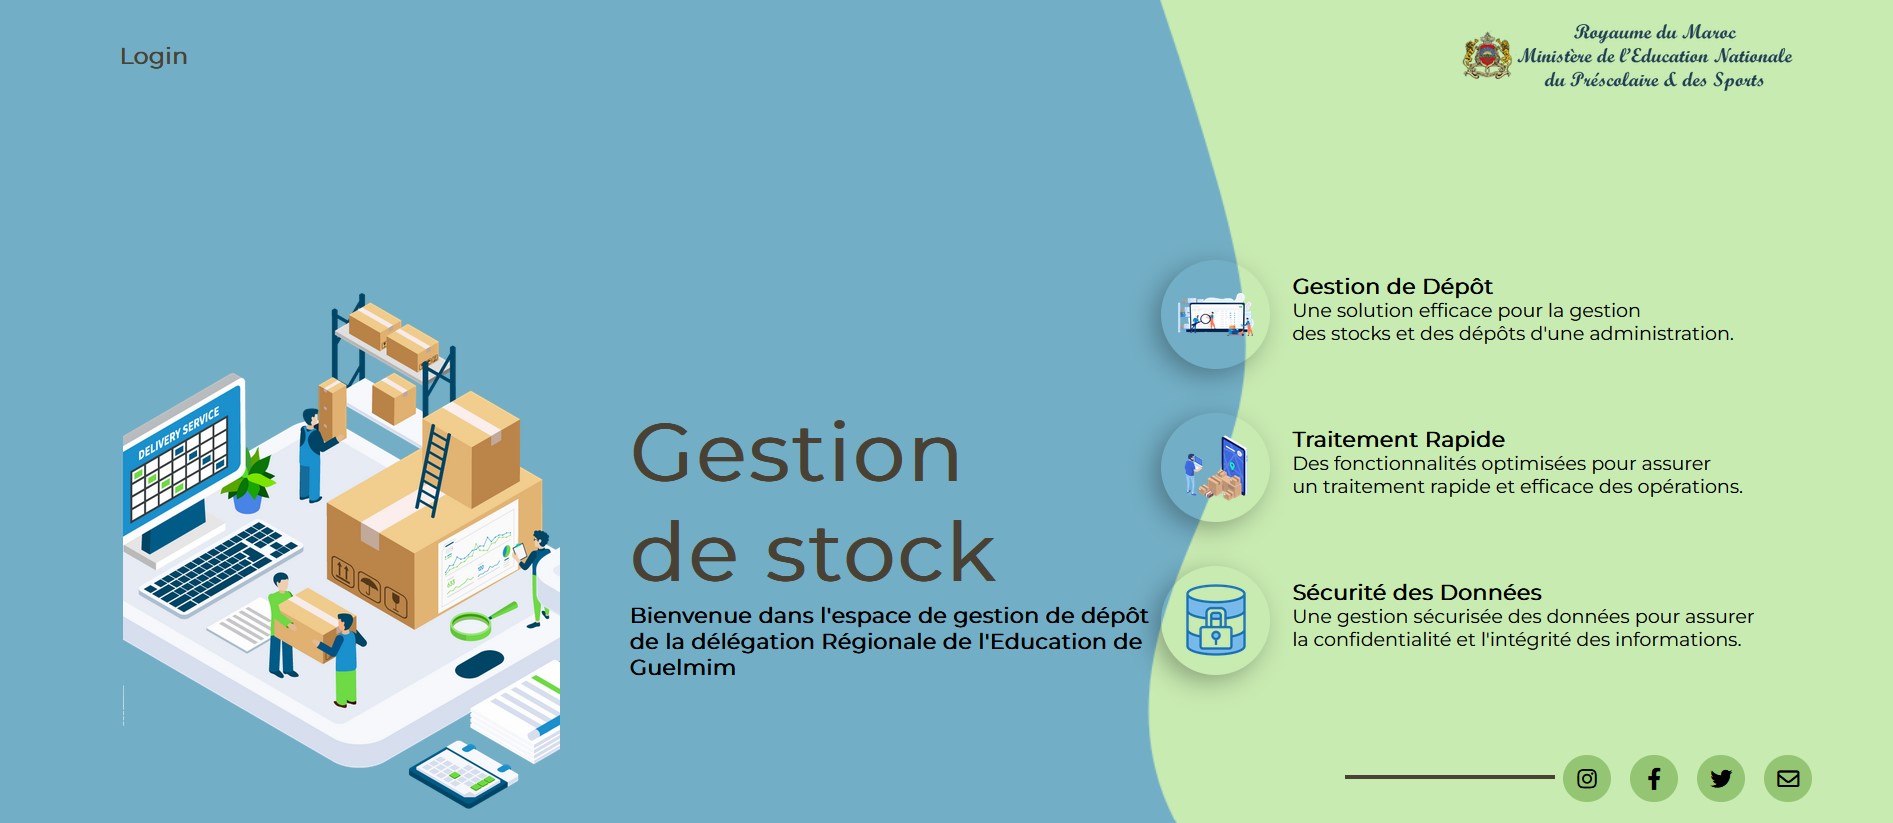 Login
Royaume du Maroc
Ministère de l'Education Nationale
du Préscolaire & des Sports
DELIVERY SERVICE
Gestion
de stock
Bienvenue dans l'espace de gestion de dépôt
de la délégation Régionale de l'Education de
Guelmim
Gestion de Dépôt
Une solution efficace pour la gestion
des stocks et des dépôts d'une administration.
Traitement Rapide
Des fonctionnalités optimisées pour assurer
un traitement rapide et efficace des opérations.
Sécurité des Données
Une gestion sécurisée des données pour assurer
la confidentialité et l'intégrité des informations.